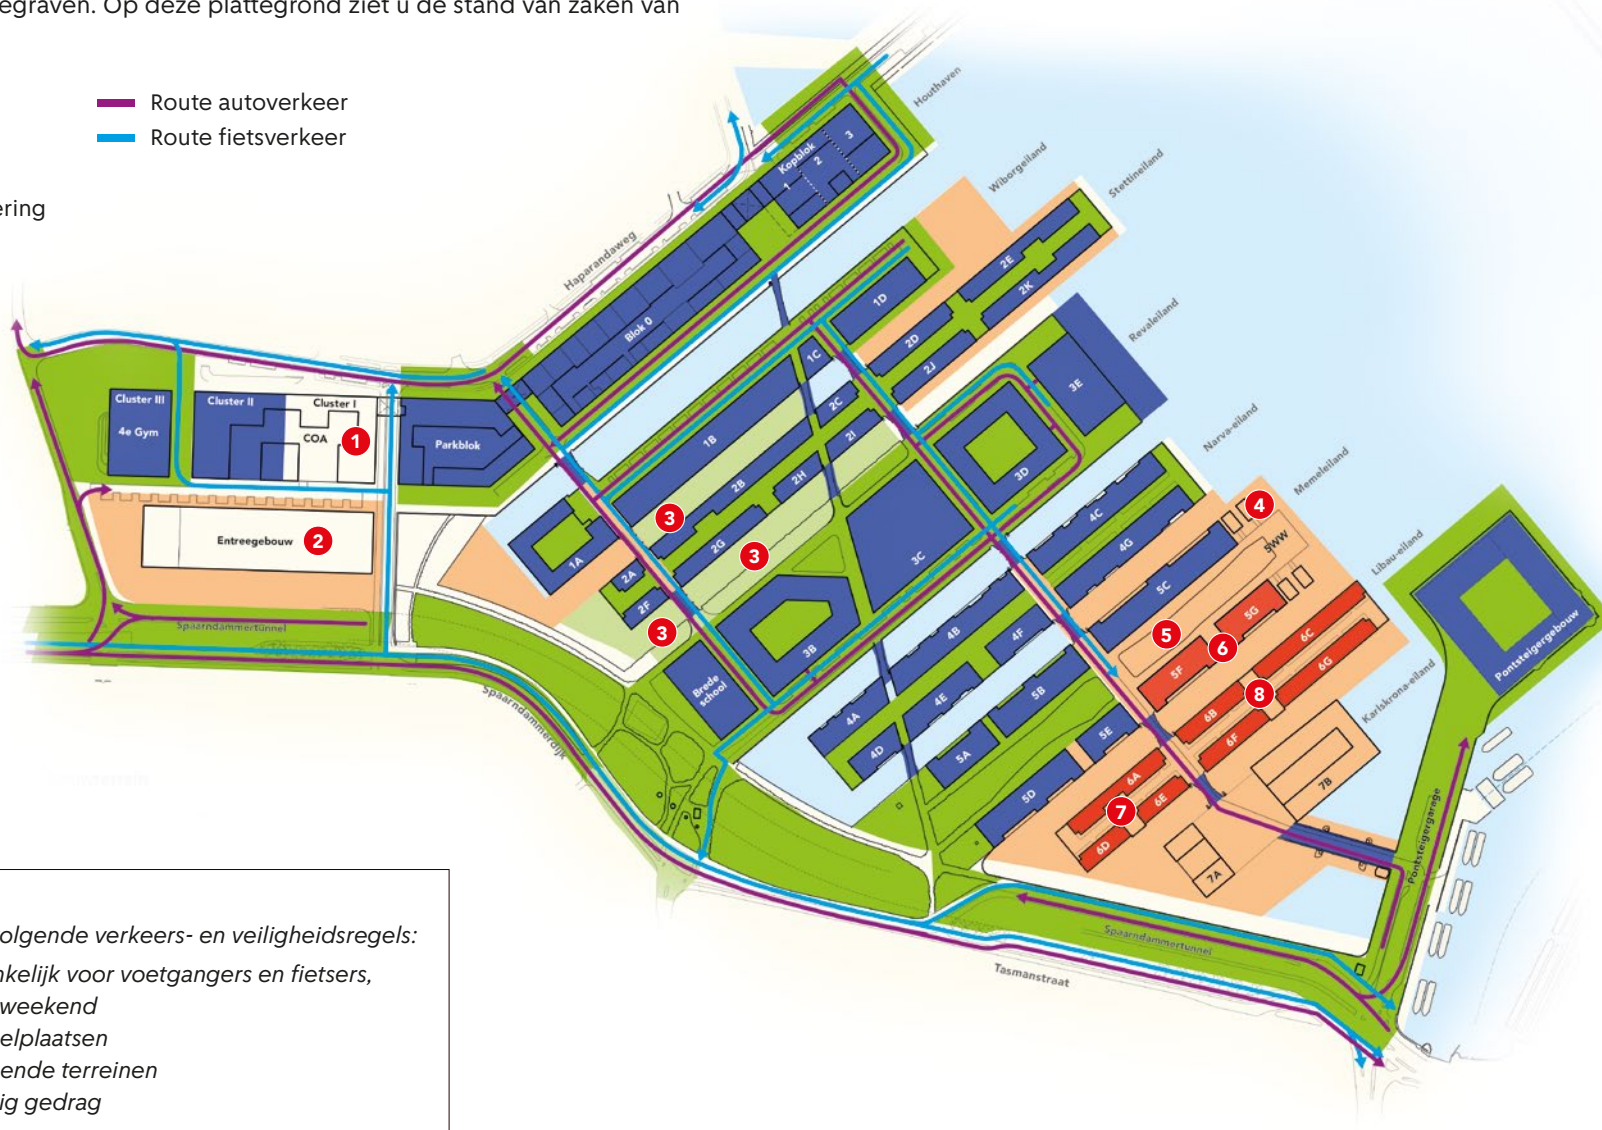 egraven. Op deze plattegrond ziet u de stand van zaken van
Route autoverkeer
Route fietsverkeer
ering
Houthaven
Wiborgeiland
Stettineiland
Revaleiland
Narva-eiland
Memeleiland
Libau-eiland
Karlskrona-eiland
Haparandaweg
Kopblok
1
2
3
Blok 0
1D
2E
2K
2D
2J
1C
2C
2I
3E
1B
2B
2H
3D
Cluster III
4e Gym
Cluster II
Cluster I
COA
1
Parkblok
Entreegebouw
2
3
3
3
2G
1A
2A
2F
3C
3B
4C
4G
5C
4
5WW
5G
5
6
5F
6C
6G
8
6B
6F
4B
4F
4A
4E
4D
5B
5A
5E
5D
6A
6E
7
6D
7B
7A
Brede
school
Pontsteigergebouw
Pontsteigergarage
Spaarndammertunnel
Spaarndammerdijk
Spaarndammertunnel
Tasmanstraat
olgende verkeers- en veiligheidsregels:
nkelijk voor voetgangers en fietsers,
weekend
elplaatsen
ende terreinen
ig gedrag